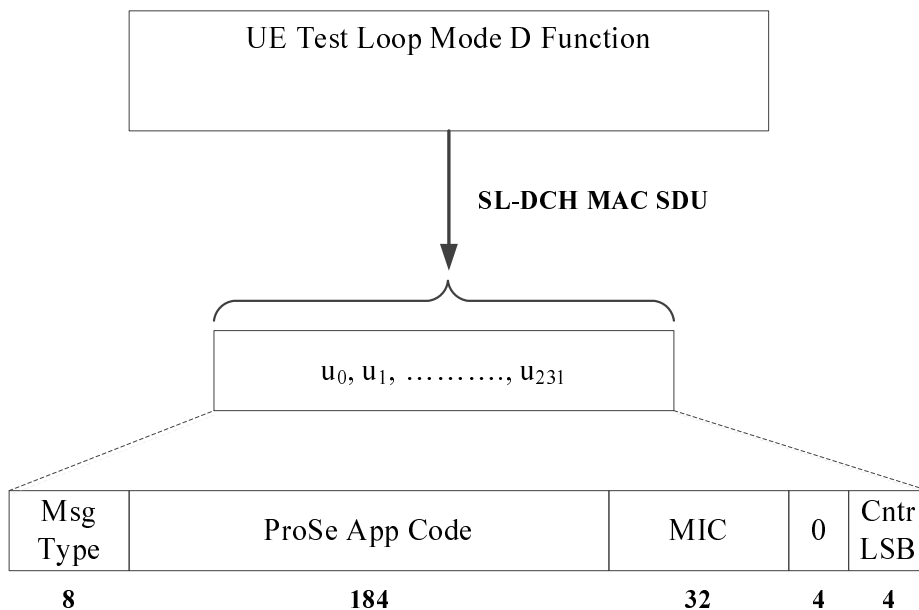 UE Test Loop Mode D Function
SL-DCH MAC SDU
u₀, u₁, ………., u₂₃₁
Msg Type
ProSe App Code
MIC
0
Cntr LSB
8
184
32
4
4